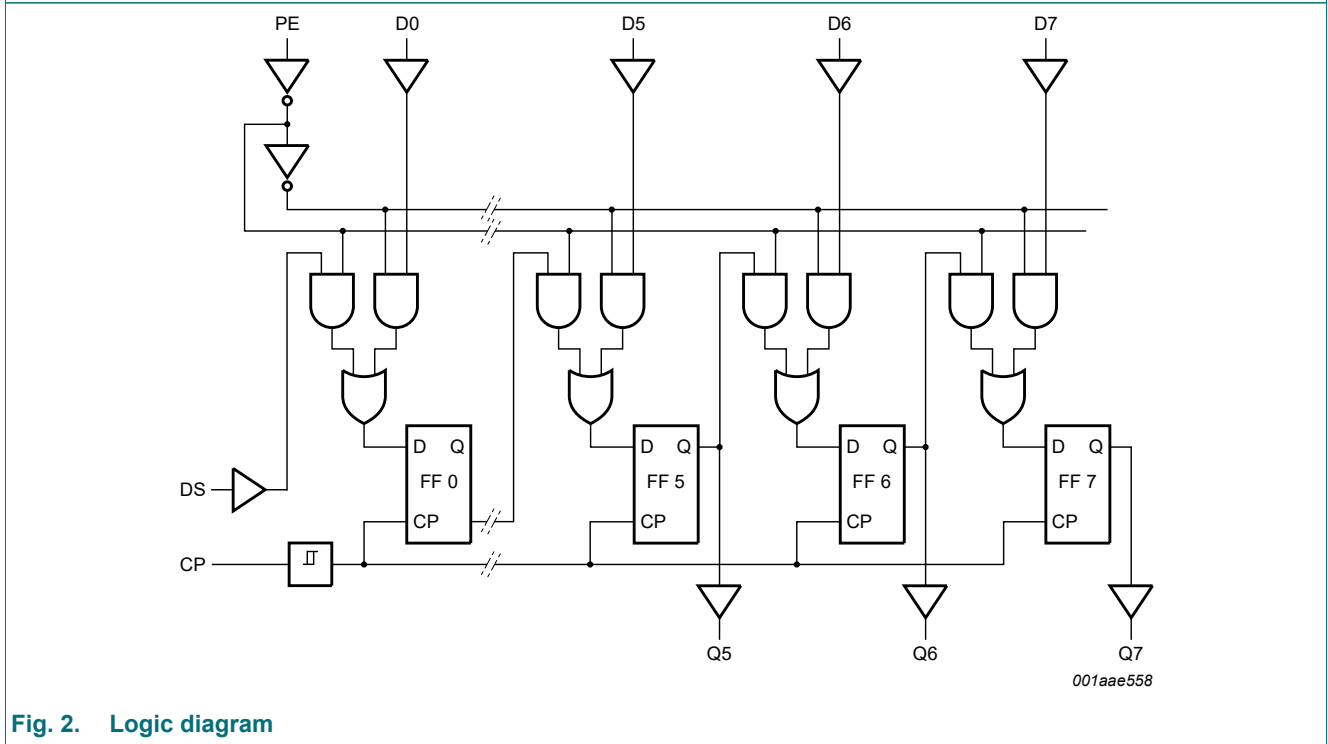 PE D0 D5 D6 D7
D Q D Q D Q D Q
FF 0 FF 5 FF 6 FF 7
DS
CP CP CP CP
CP
Q5 Q6 Q7
001aae558
Fig. 2. Logic diagram